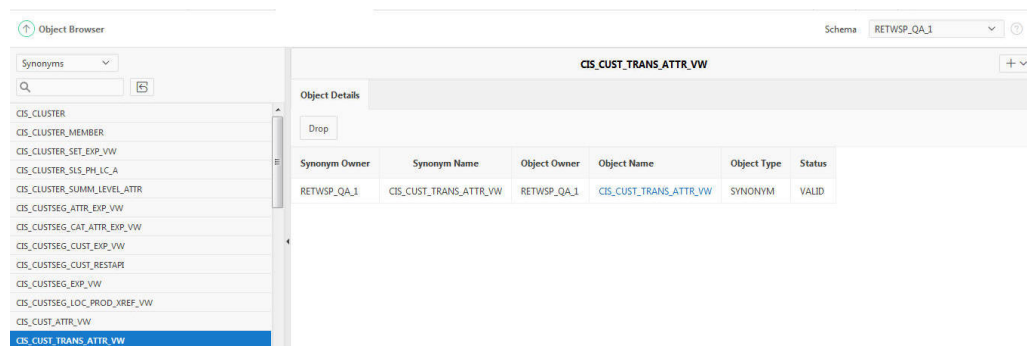 Object Browser
Schema RETWSP_QA_1
Synonyms
CIS_CLUSTER
CIS_CLUSTER_MEMBER
CIS_CLUSTER_SET_EXP_VW
CIS_CLUSTER_SLS_PH_LC_A
CIS_CLUSTER_SUMM_LEVEL_ATTR
CIS_CUSTSEG_ATTR_EXP_VW
CIS_CUSTSEG_CAT_ATTR_EXP_VW
CIS_CUSTSEG_CUST_EXP_VW
CIS_CUSTSEG_CUST_RESTAPI
CIS_CUSTSEG_EXP_VW
CIS_CUSTSEG_LOC_PROD_XREF_VW
CIS_CUST_ATTR_VW
CIS_CUST_TRANS_ATTR_VW
CIS_CUST_TRANS_ATTR_VW
Object Details
Drop
Synonym Owner Synonym Name Object Owner Object Name Object Type Status
RETWSP_QA_1 CIS_CUST_TRANS_ATTR_VW RETWSP_QA_1 CIS_CUST_TRANS_ATTR_VW SYNONYM VALID